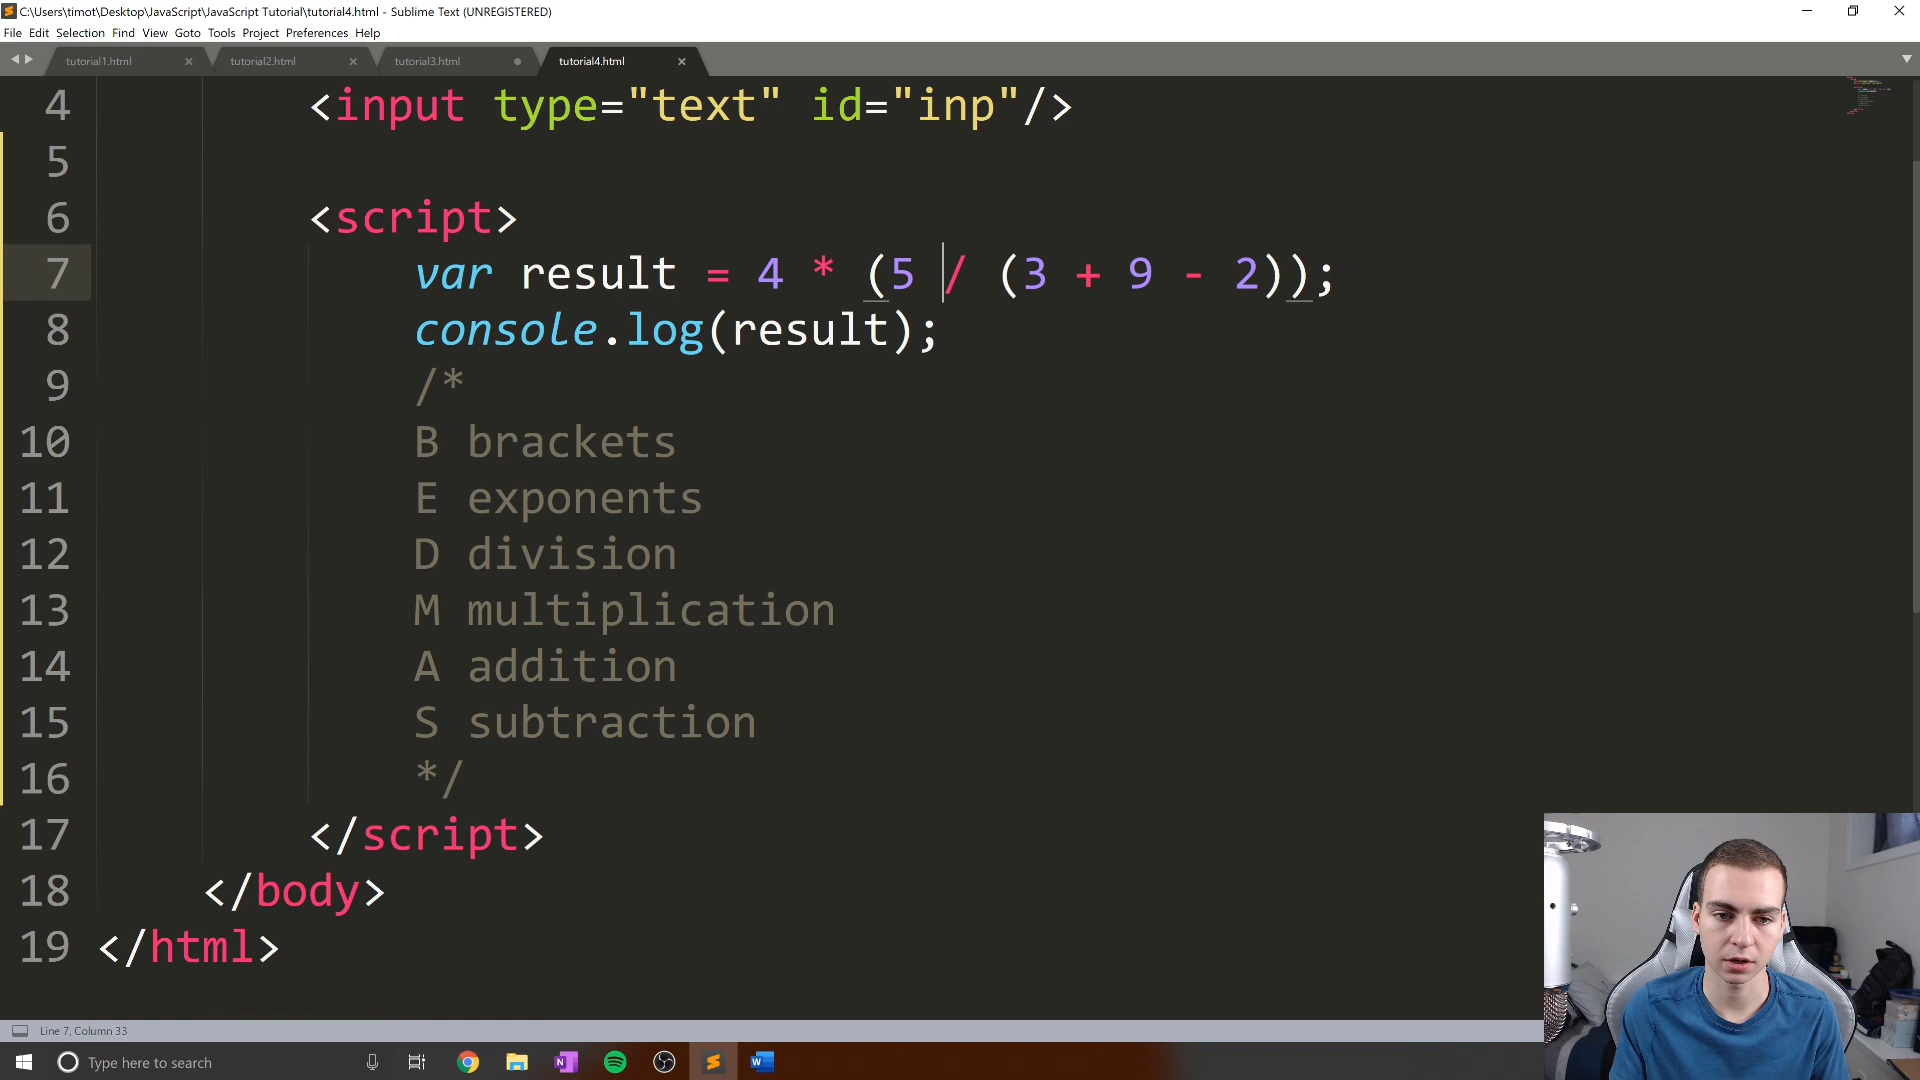 C:\Users\timot\Desktop\JavaScript\JavaScript Tutorial\tutorial4.html - Sublime Text (UNREGISTERED)
File Edit Selection Find View Goto Tools Project Preferences Help
tutorial1.html tutorial2.html tutorial3.html tutorial4.html
4 <input type="text" id="inp"/>
5
6 <script>
7 var result = 4 * (5 / (3 + 9 - 2));
8 console.log(result);
9 /*
10 B brackets
11 E exponents
12 D division
13 M multiplication
14 A addition
15 S subtraction
16 */
17 </script>
18 </body>
19 </html>
Line 7, Column 33
Type here to search